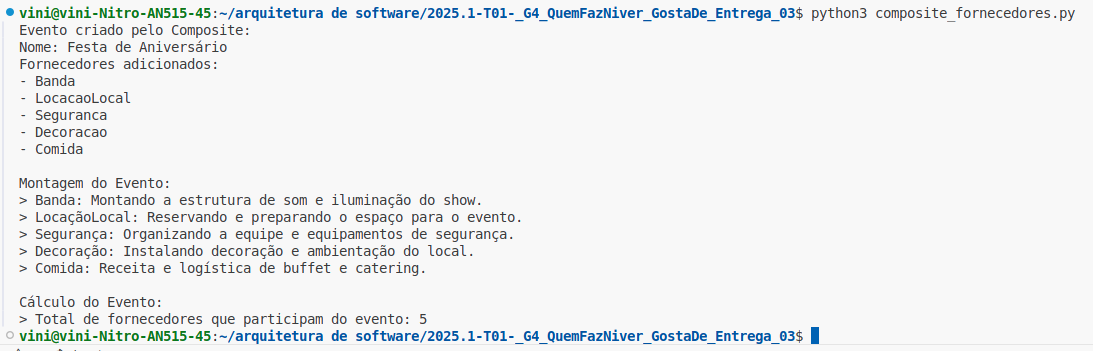 vini@vini-Nitro-AN515-45:~/arquitetura de software/2025.1-T01-_G4_QuemFazNiver_GostaDe_Entrega_03$ python3 composite_fornecedores.py
Evento criado pelo Composite:
Nome: Festa de Aniversário
Fornecedores adicionados:
- Banda
- LocacaoLocal
- Seguranca
- Decoracao
- Comida
Montagem do Evento:
> Banda: Montando a estrutura de som e iluminação do show.
> LocaçãoLocal: Reservando e preparando o espaço para o evento.
> Segurança: Organizando a equipe e equipamentos de segurança.
> Decoração: Instalando decoração e ambientação do local.
> Comida: Receita e logística de buffet e catering.
Cálculo do Evento:
> Total de fornecedores que participam do evento: 5
vini@vini-Nitro-AN515-45:~/arquitetura de software/2025.1-T01-_G4_QuemFazNiver_GostaDe_Entrega_03$